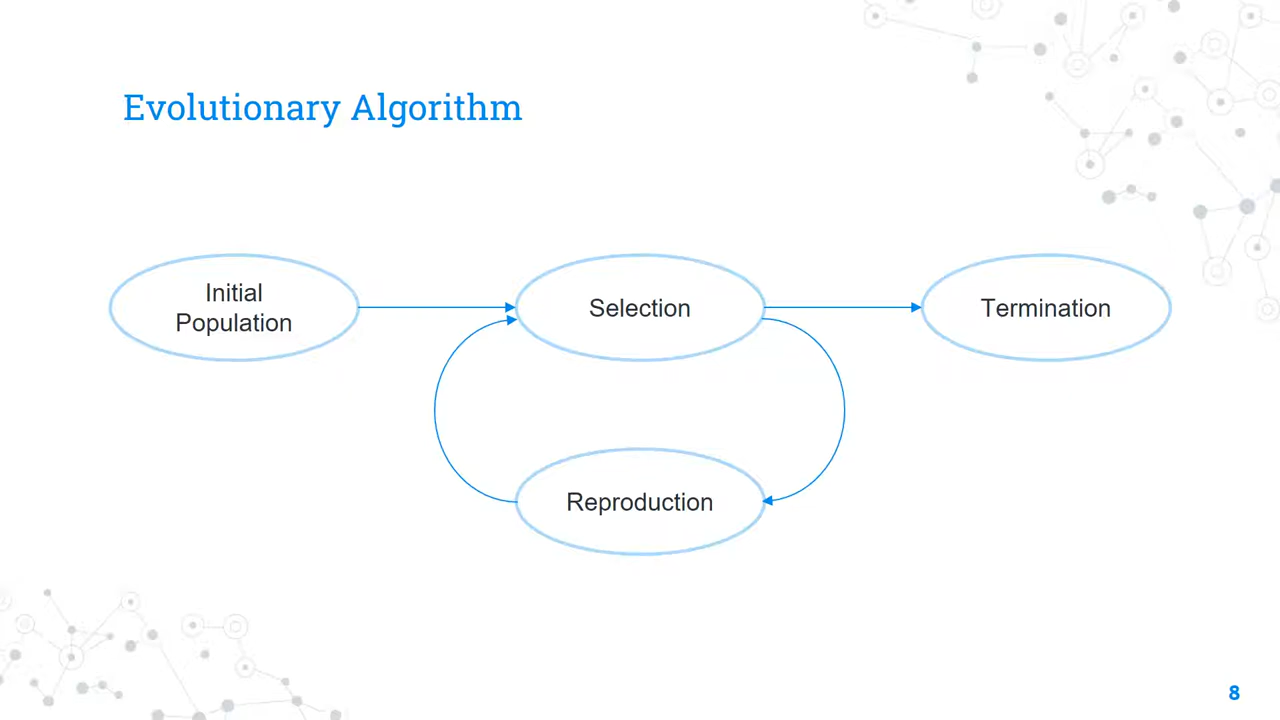 Evolutionary Algorithm
Initial
Population
Selection
Termination
Reproduction
8